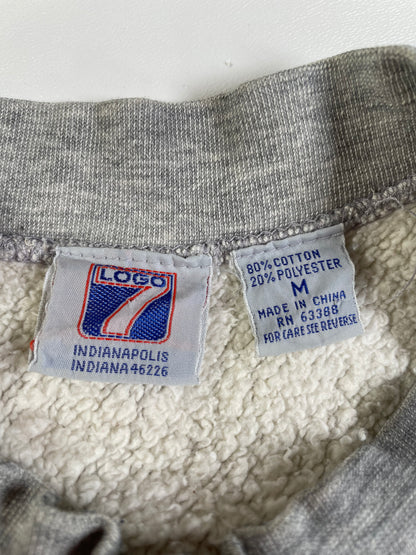 LOGO
7
INDIANAPOLIS
INDIANA 46226
80% COTTON
20% POLYESTER
M
MADE IN CHINA
RN 63388
FOR CARE SEE REVERSE